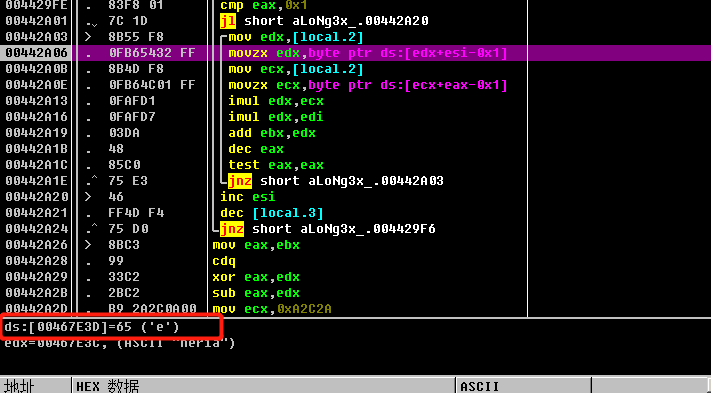 004429FE . 83F8 01 cmp eax,0x1
00442A01 .ˬ 7C 1D jl short aLoNg3x_.00442A20
00442A03 > 8B55 F8 mov edx,[local.2]
00442A06 . 0FB65432 FF movzx edx,byte ptr ds:[edx+esi-0x1]
00442A0B . 8B4D F8 mov ecx,[local.2]
00442A0E . 0FB64C01 FF movzx ecx,byte ptr ds:[ecx+eax-0x1]
00442A13 . 0FAFD1 imul edx,ecx
00442A16 . 0FAFD7 imul edx,edi
00442A19 . 03DA add ebx,edx
00442A1B . 48 dec eax
00442A1C . 85C0 test eax,eax
00442A1E .^ 75 E3 jnz short aLoNg3x_.00442A03
00442A20 > 46 inc esi
00442A21 . FF4D F4 dec [local.3]
00442A24 .^ 75 D0 jnz short aLoNg3x_.004429F6
00442A26 > 8BC3 mov eax,ebx
00442A28 . 99 cdq
00442A29 . 33C2 xor eax,edx
00442A2B . 2BC2 sub eax,edx
00442A2D . B9 2A2C0A00 mov ecx,0xA2C2A
ds:[00467E3D]=65 ('e')
edx=00467E3C, (ASCII "nerla")
地址 HEX 数据 ASCII